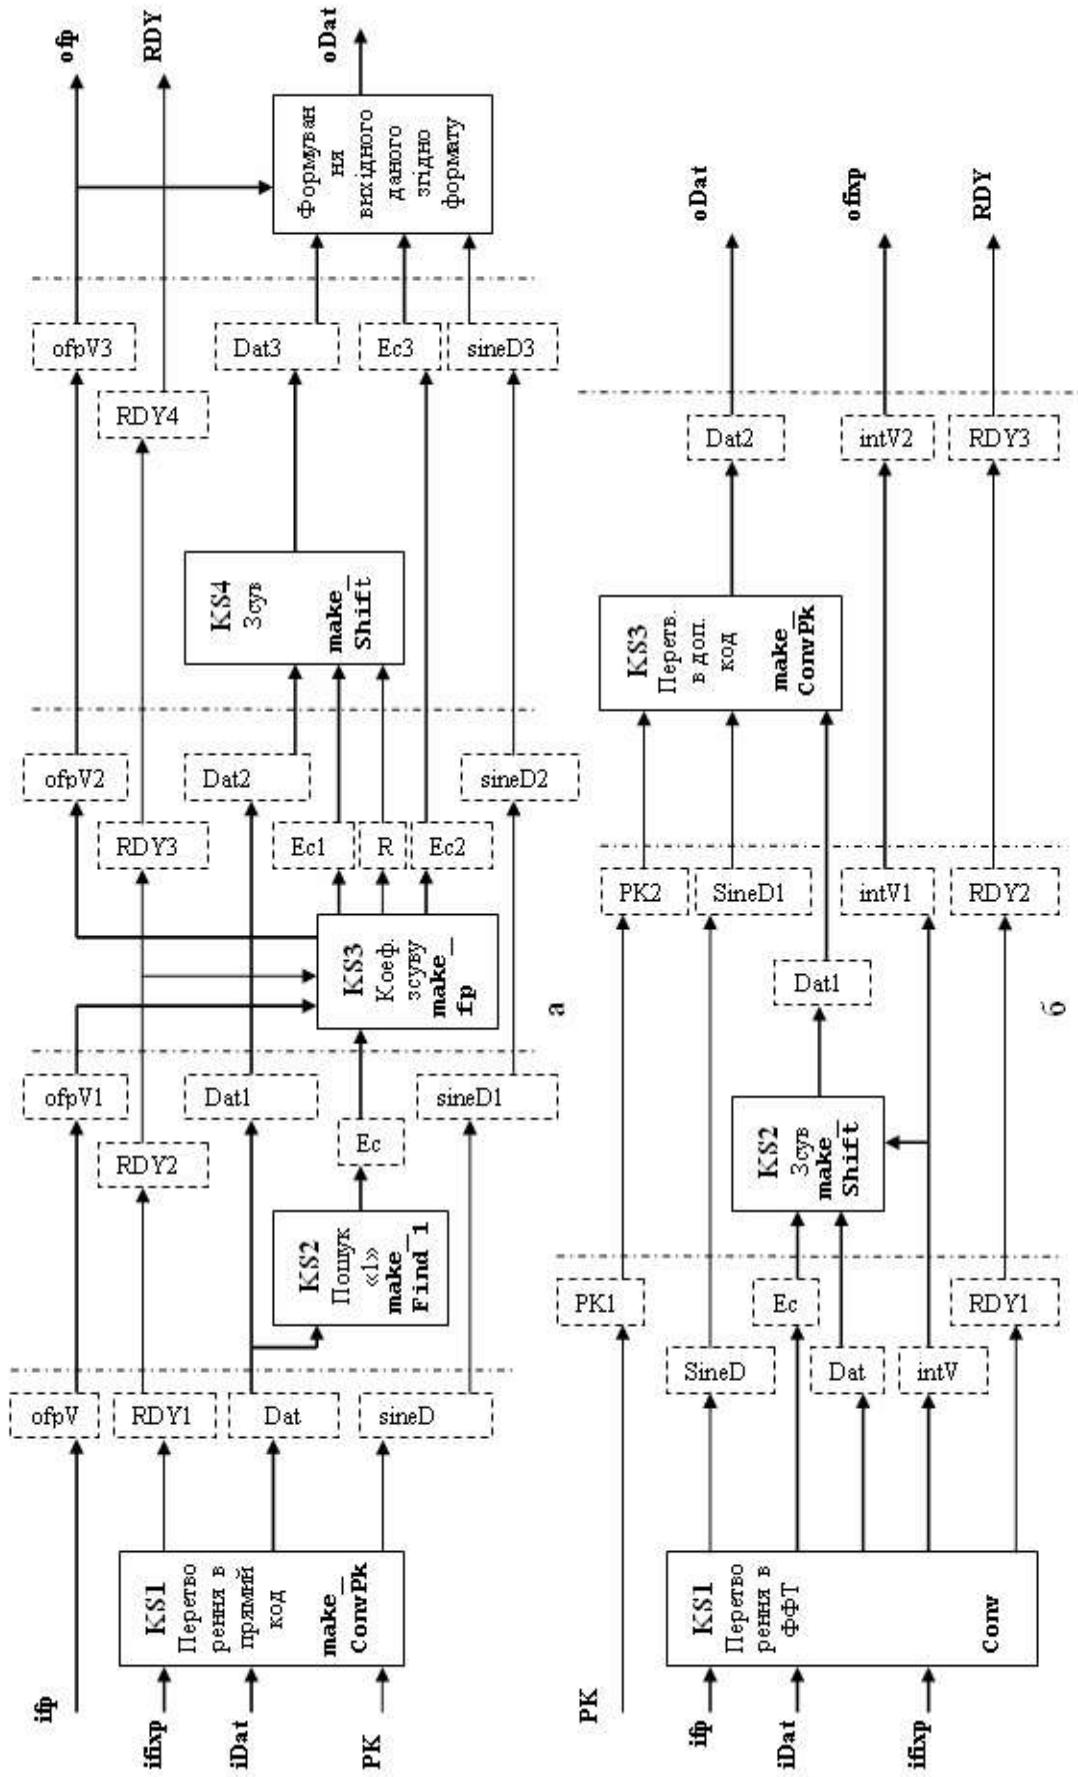 ofp
RDY
oDat
Формуван
ня
вихідного
даного
згідно
формату
ofpV3
RDY4
Dat3
Ec3
sineD3
KS4
Зсув
make_
Shift
ofpV2
RDY3
Dat2
Ec1
R
Ec2
sineD2
KS3
Коеф.
зсуву
make_
fp
ofpV1
RDY2
Dat1
Ec
sineD1
KS2
Пошук
«1»
make_
Find_1
ofpV
RDY1
Dat
sineD
KS1
Перетво
рення в
прямий
код
make_
ConvPk
ifp
ifixp
iDat
PK
а
oDat
ofixp
RDY
Dat2
intV2
RDY3
KS3
Перетв.
в доп.
код
make_
ConvPk
PK2
SineD1
intV1
RDY2
Dat1
KS2
Зсув
make_
Shift
PK1
SineD
Ec
Dat
intV
RDY1
KS1
Перетво
рення в
ФФТ
Conv
PK
ifp
iDat
ifixp
б